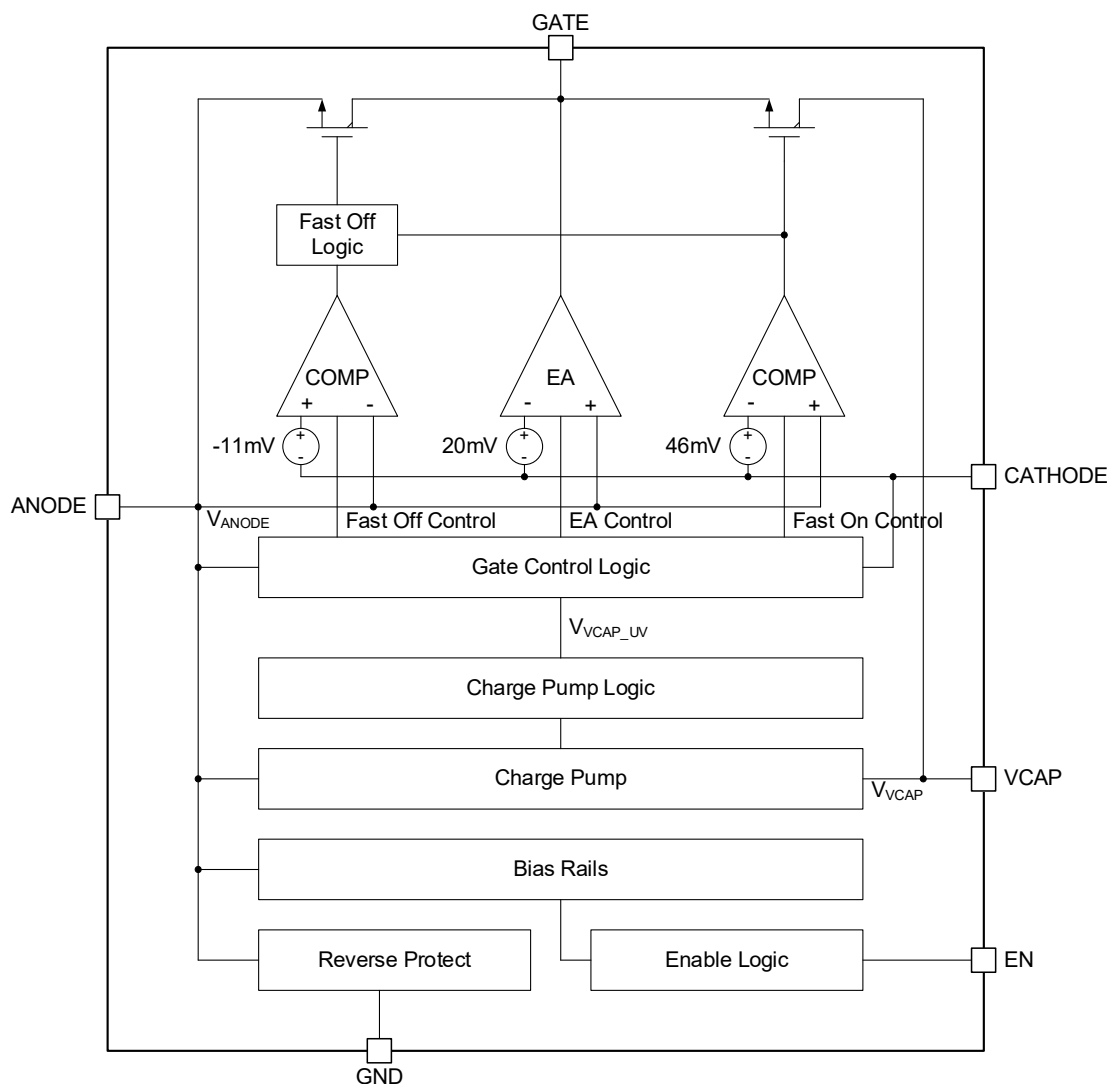 GATE
Fast Off
Logic
COMP
EA
COMP
+ -
- +
- +
-11mV
+
-
20mV
+
-
46mV
+
-
CATHODE
ANODE
VANODE
Fast Off Control
EA Control
Fast On Control
Gate Control Logic
VVCAP_UV
Charge Pump Logic
Charge Pump
VCAP
VVCAP
Bias Rails
Reverse Protect
Enable Logic
EN
GND